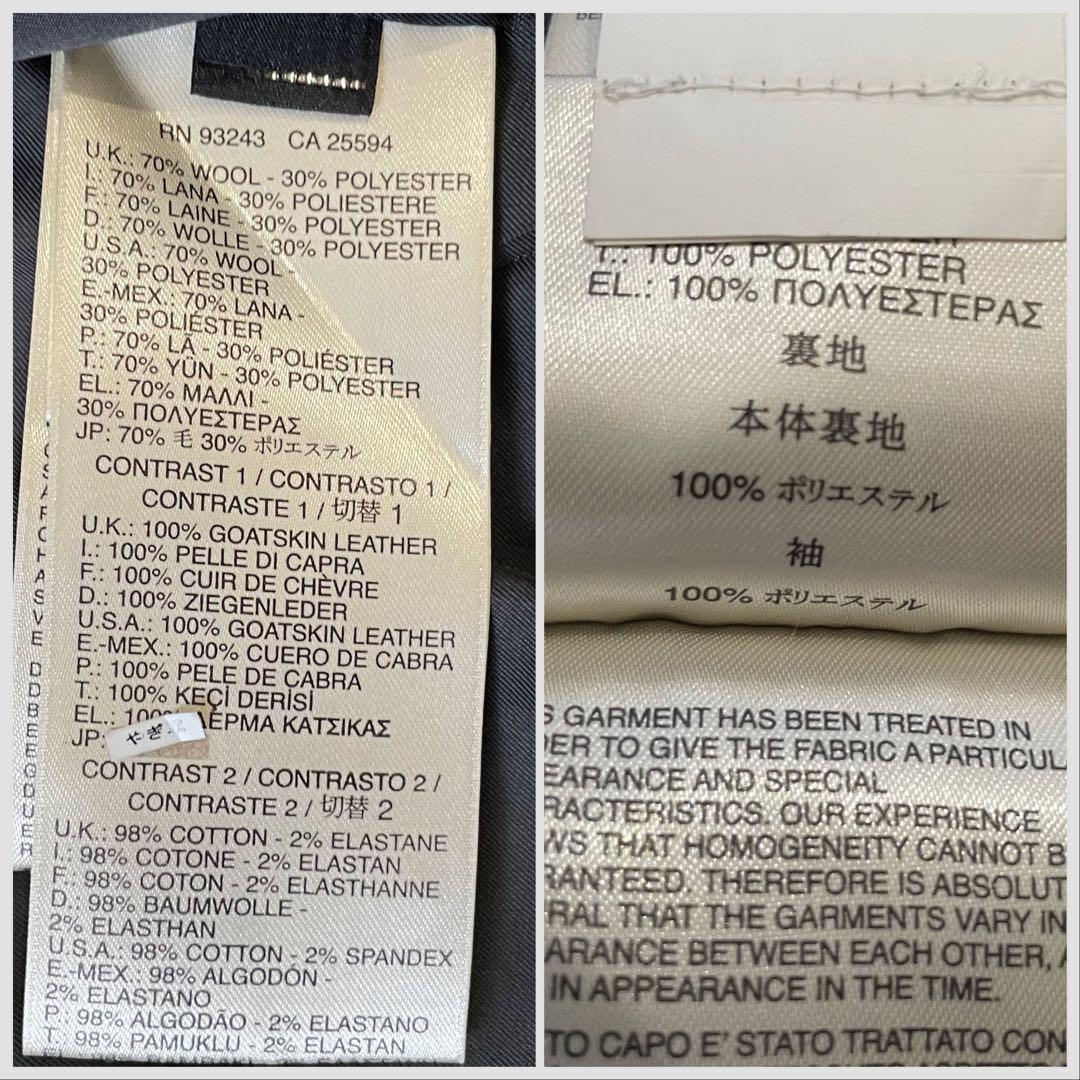 RN 93243 CA 25594
U.K.: 70% WOOL - 30% POLYESTER
I.: 70% LANA - 30% POLIESTERE
F.: 70% LAINE - 30% POLYESTER
D.: 70% WOLLE - 30% POLYESTER
U.S.A.: 70% WOOL -
30% POLYESTER
E.-MEX.: 70% LANA -
30% POLIÉSTER
P.: 70% LÃ - 30% POLIÉSTER
T.: 70% YÜN - 30% POLYESTER
EL.: 70% ΜΑΛΛΙ -
30% ΠΟΛΥΕΣΤΕΡΑΣ
JP: 70% 毛 30% ポリエステル
CONTRAST 1 / CONTRASTO 1 /
CONTRASTE 1 / 切替 1
U.K.: 100% GOATSKIN LEATHER
I.: 100% PELLE DI CAPRA
F.: 100% CUIR DE CHÈVRE
D.: 100% ZIEGENLEDER
U.S.A.: 100% GOATSKIN LEATHER
E.-MEX.: 100% CUERO DE CABRA
P.: 100% PELE DE CABRA
T.: 100% KEÇİ DERİSİ
EL.: 100% ΔΕΡΜΑ ΚΑΤΣΙΚΑΣ
JP:
CONTRAST 2 / CONTRASTO 2 /
CONTRASTE 2 / 切替 2
U.K.: 98% COTTON - 2% ELASTANE
I.: 98% COTONE - 2% ELASTAN
F.: 98% COTON - 2% ELASTHANNE
D.: 98% BAUMWOLLE -
2% ELASTHAN
U.S.A.: 98% COTTON - 2% SPANDEX
E.-MEX.: 98% ALGODÓN -
2% ELASTANO
P.: 98% ALGODÃO - 2% ELASTANO
T.: 98% PAMUKLU - 2% ELASTAN
T.: 100% POLYESTER
EL.: 100% ΠΟΛΥΕΣΤΕΡΑΣ
裏地
本体裏地
100% ポリエステル
袖
100% ポリエステル
S GARMENT HAS BEEN TREATED IN
DER TO GIVE THE FABRIC A PARTICUL
EARANCE AND SPECIAL
RACTERISTICS. OUR EXPERIENCE
WS THAT HOMOGENEITY CANNOT B
RANTEED. THEREFORE IS ABSOLUT
RAL THAT THE GARMENTS VARY IN
ARANCE BETWEEN EACH OTHER, A
IN APPEARANCE IN THE TIME.
TO CAPO E' STATO TRATTATO CON